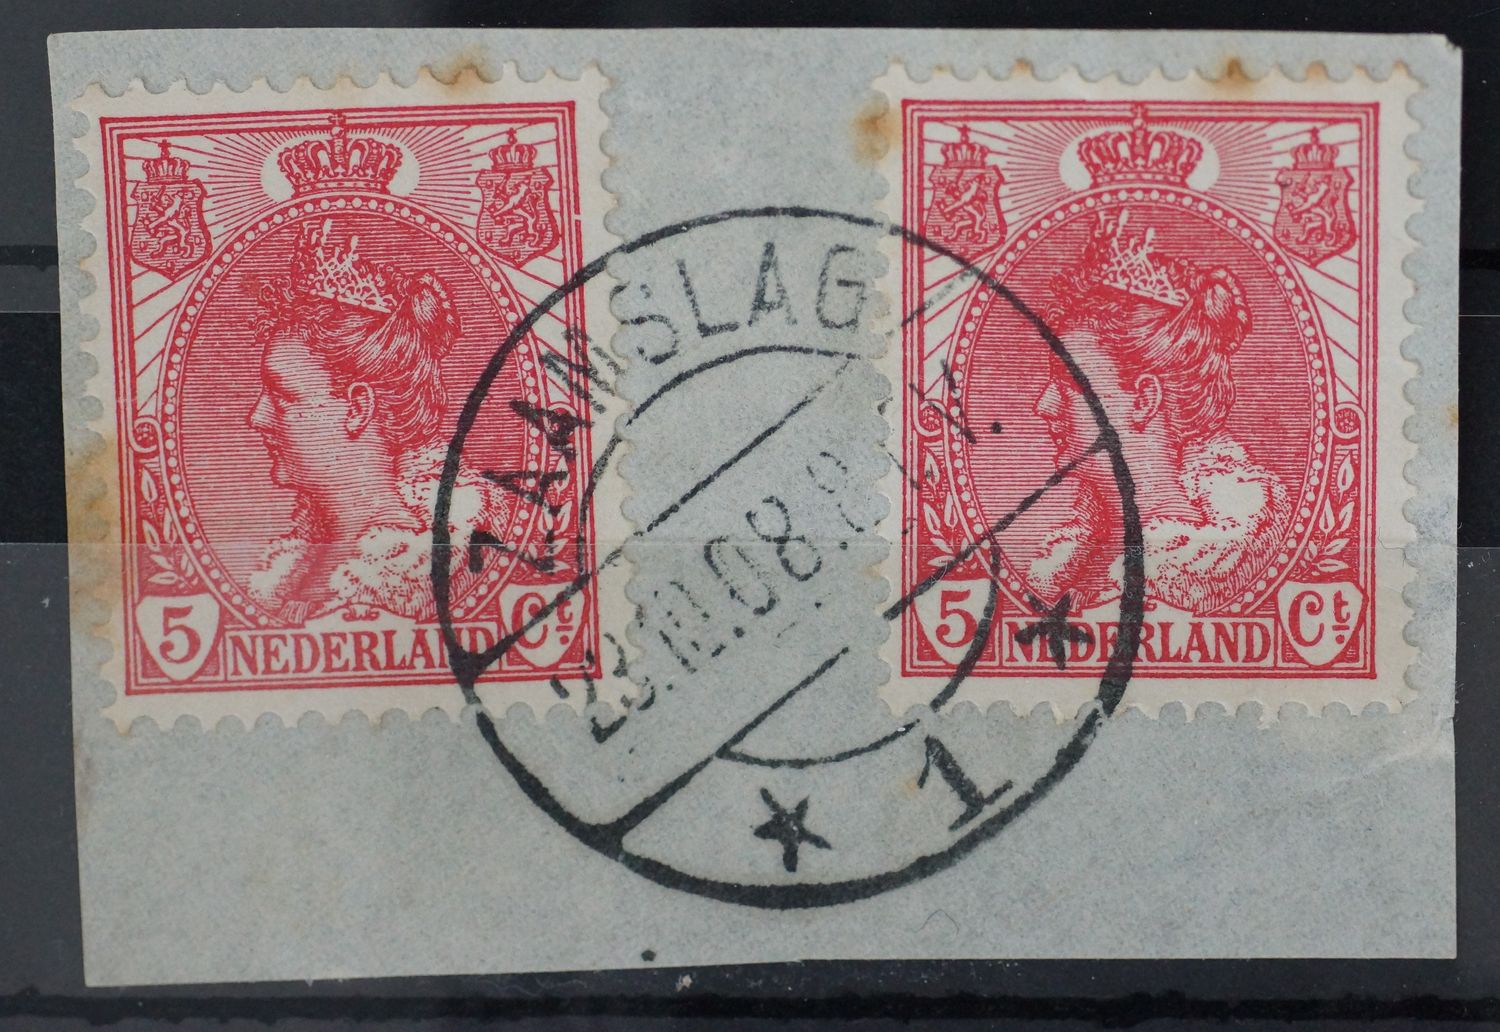 5 NEDERLAND Ct.
5 NEDERLAND Ct.
ZAAMSLAG
1